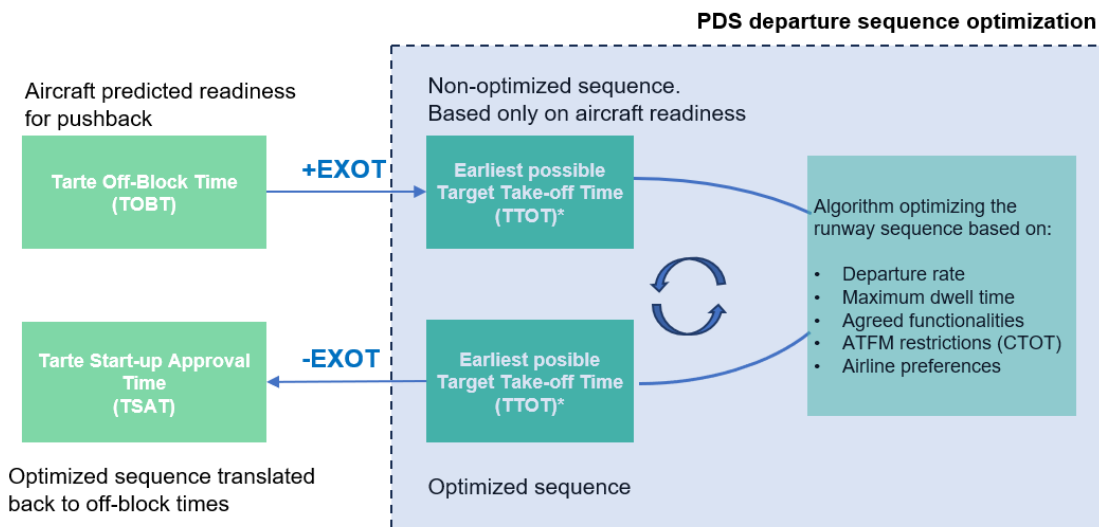 PDS departure sequence optimization
Aircraft predicted readiness
for pushback
Tarte Off-Block Time
(TOBT)
+EXOT
Non-optimized sequence.
Based only on aircraft readiness
Earliest possible
Target Take-off Time
(TTOT)*
Algorithm optimizing the
runway sequence based on:
• Departure rate
• Maximum dwell time
• Agreed functionalities
• ATFM restrictions (CTOT)
• Airline preferences
Tarte Start-up Approval
Time
(TSAT)
-EXOT
Earliest posible
Target Take-off Time
(TTOT)*
Optimized sequence translated
back to off-block times
Optimized sequence